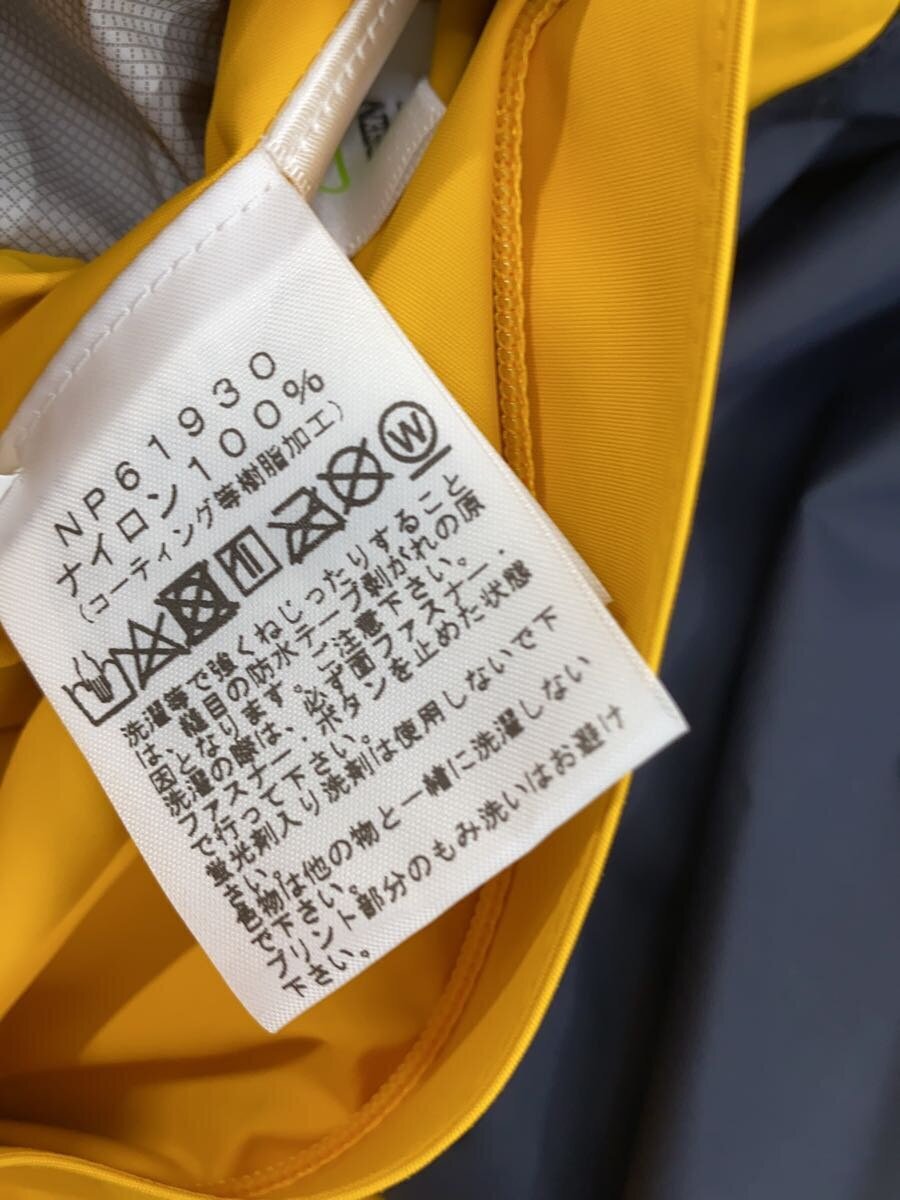 NP61930
ナイロン100%
(コーティング等樹脂加工)
W
洗濯等で強くねじったりすること
は、縫目の防水テープ剥がれの原
因となります。ご注意下さい。
洗濯の際は、必ず面ファスナー・
ファスナー・ボタンを止めた状態
で行って下さい。
蛍光剤入り洗剤は使用しないで下
さい。
色物は他の物と一緒に洗濯しない
で下さい。
プリント部分のもみ洗いはお避け
下さい。